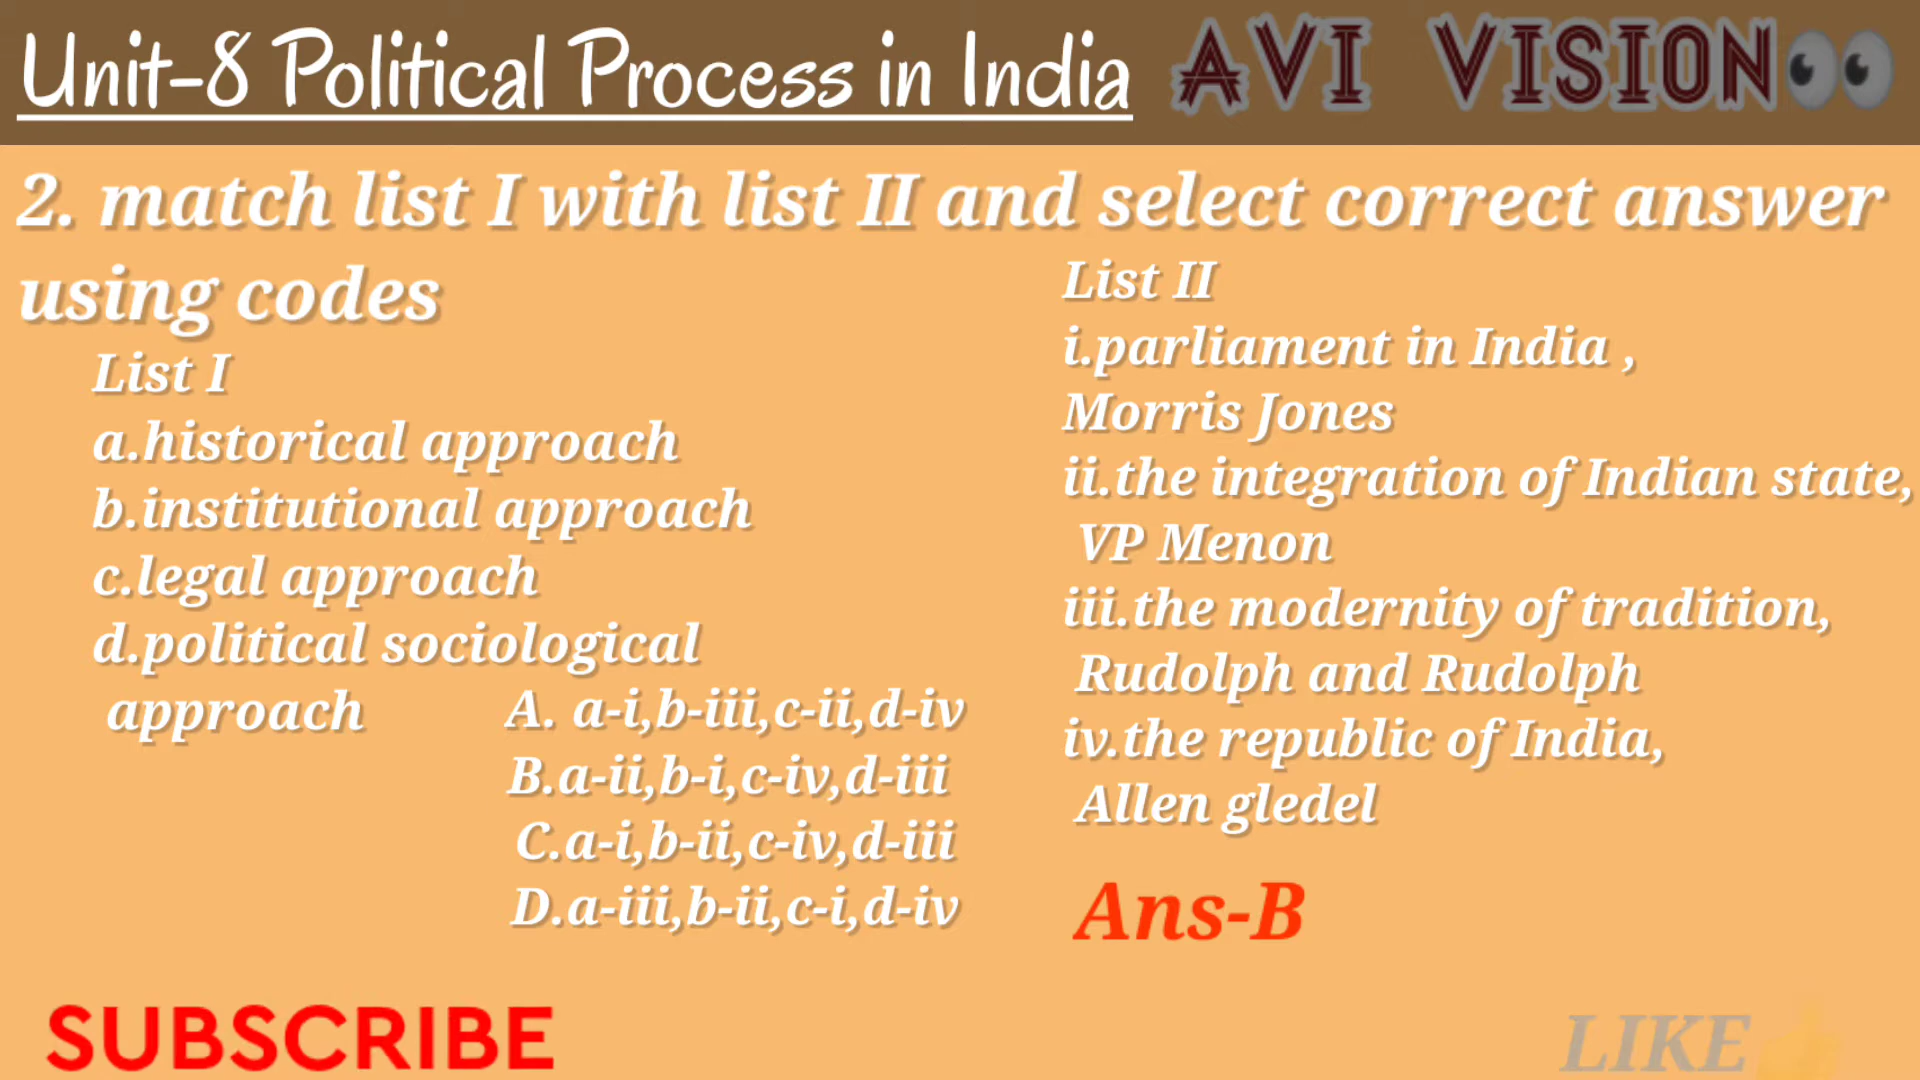 Unit-8 Political Process in India
AVI VISION
2. match list I with list II and select correct answer
using codes
List I
a.historical approach
b.institutional approach
c.legal approach
d.political sociological
approach
List II
i.parliament in India ,
Morris Jones
ii.the integration of Indian state,
VP Menon
iii.the modernity of tradition,
Rudolph and Rudolph
iv.the republic of India,
Allen gledel
A. a-i,b-iii,c-ii,d-iv
B.a-ii,b-i,c-iv,d-iii
C.a-i,b-ii,c-iv,d-iii
D.a-iii,b-ii,c-i,d-iv
Ans-B
SUBSCRIBE
LIKE